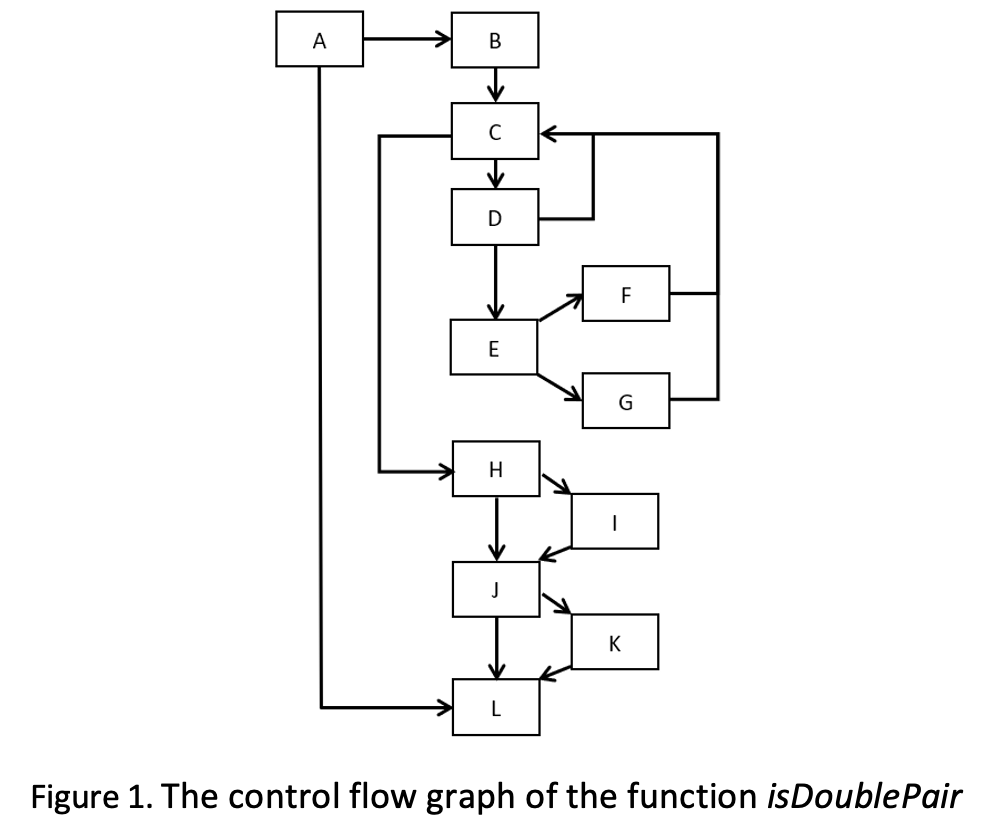 A
B
C
D
F
E
G
H
I
J
K
L
Figure 1. The control flow graph of the function isDoublePair